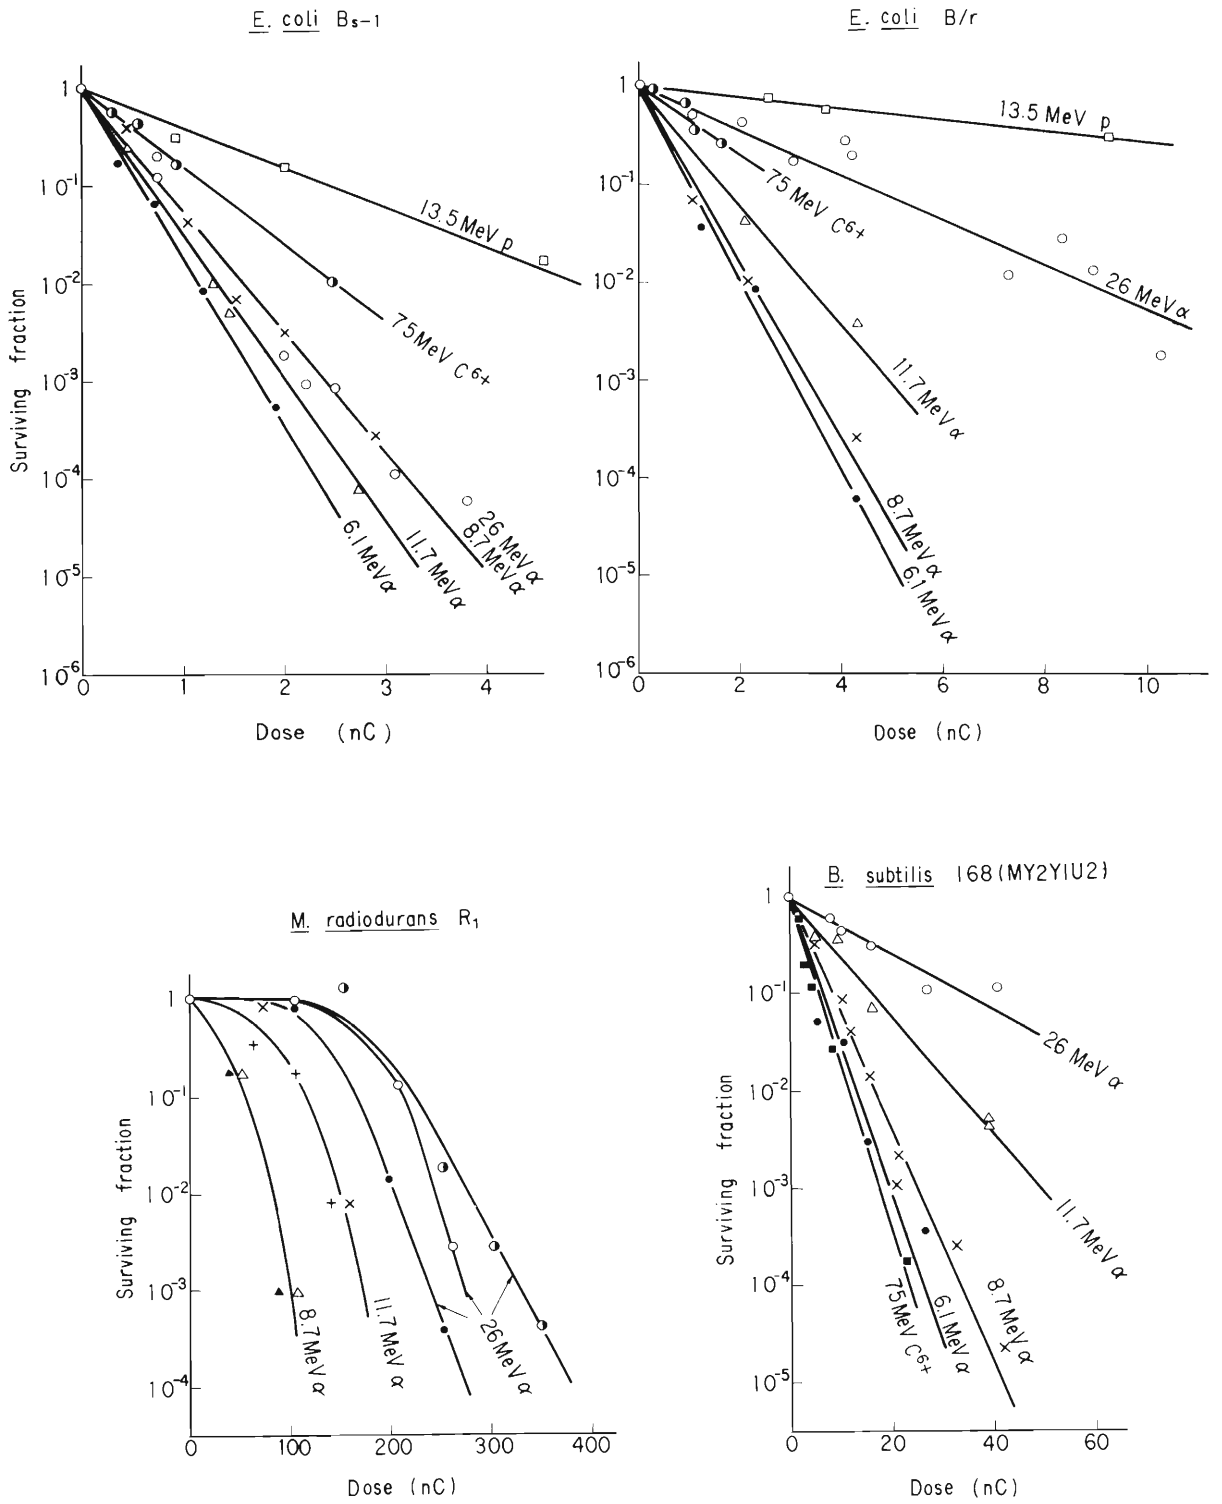 E. coli Bs-1
1
10-1
10-2
10-3
10-4
10-5
10-6
Surviving fraction
0 1 2 3 4
Dose (nC)
13.5 MeV p
75 MeV C6+
26 MeV α
8.7 MeV α
11.7 MeV α
6.1 MeV α
E. coli B/r
1
10-1
10-2
10-3
10-4
10-5
10-6
Surviving fraction
0 2 4 6 8 10
Dose (nC)
13.5 MeV p
75 MeV C6+
26 MeV α
11.7 MeV α
8.7 MeV α
6.1 MeV α
M. radiodurans R1
1
10-1
10-2
10-3
10-4
Surviving fraction
0 100 200 300 400
Dose (nC)
8.7 MeV α
11.7 MeV α
26 MeV α
B. subtilis 168 (MY2Y1U2)
1
10-1
10-2
10-3
10-4
10-5
Surviving fraction
0 20 40 60
Dose (nC)
26 MeV α
11.7 MeV α
8.7 MeV α
6.1 MeV α
75 MeV C6+